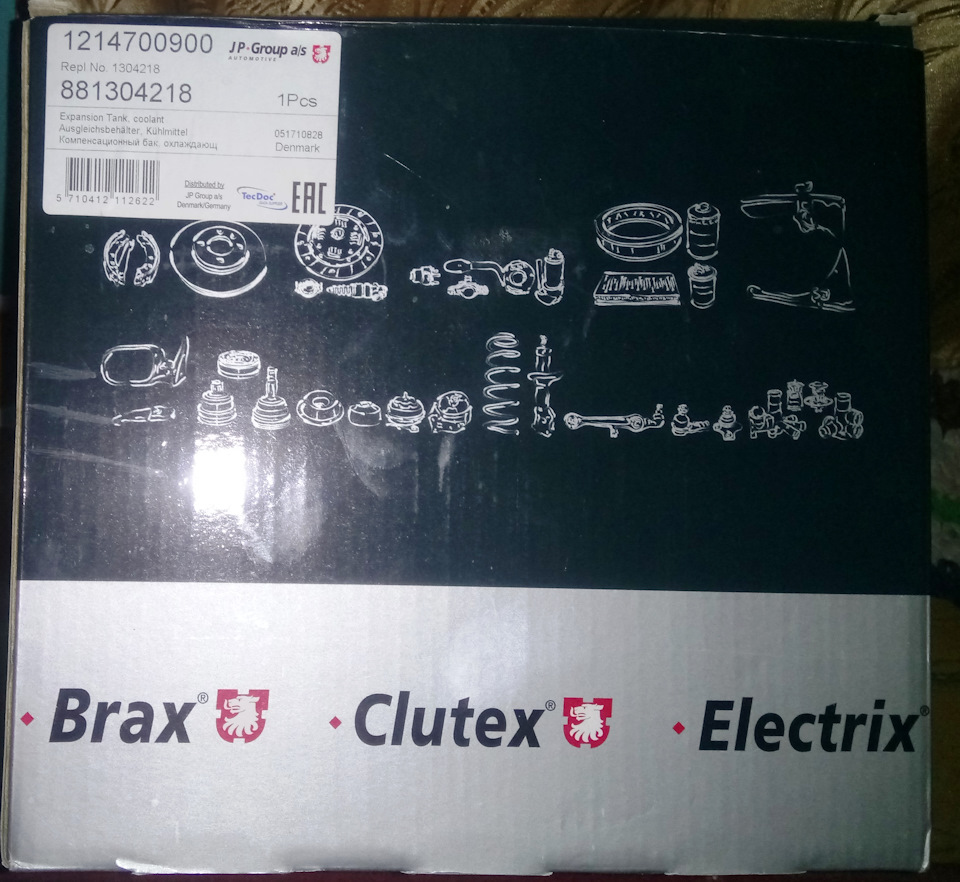 1214700900
JP·Group a/s
AUTOMOTIVE
Repl No. 1304218
881304218
1Pcs
Expansion Tank, coolant
Ausgleichsbehälter, Kühlmittel
Компенсационный бак, охлаждающ
051710828
Denmark
5 710412 112622
Distributed by
JP Group a/s
Denmark/Germany
TecDoc
EAC
Brax®
Clutex®
Electrix®